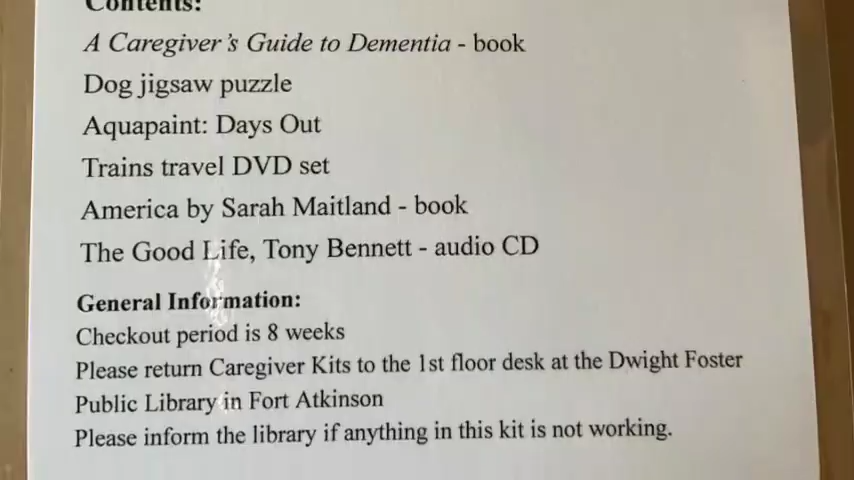 Contents:
A Caregiver's Guide to Dementia - book
Dog jigsaw puzzle
Aquapaint: Days Out
Trains travel DVD set
America by Sarah Maitland - book
The Good Life, Tony Bennett - audio CD
General Information:
Checkout period is 8 weeks
Please return Caregiver Kits to the 1st floor desk at the Dwight Foster
Public Library in Fort Atkinson
Please inform the library if anything in this kit is not working.